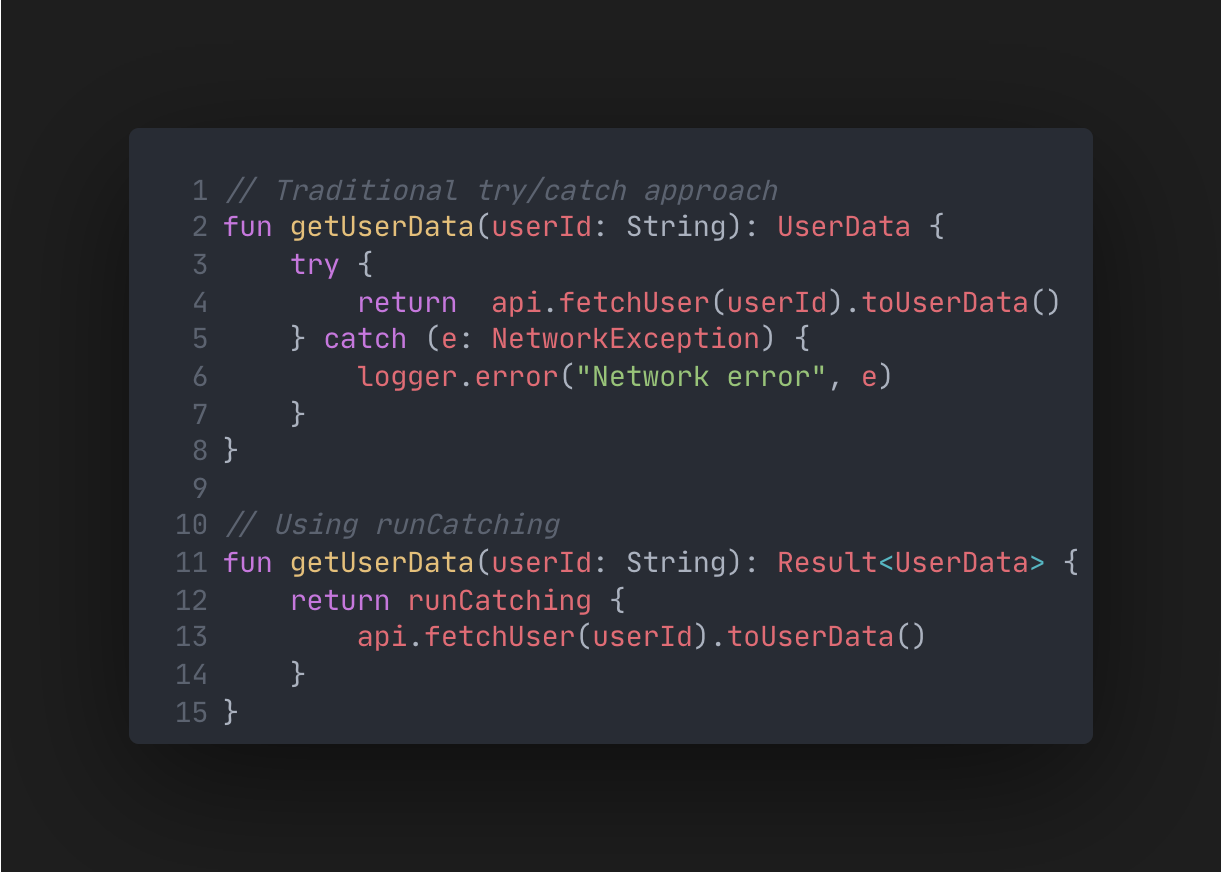 1 // Traditional try/catch approach
2 fun getUserData(userId: String): UserData {
3     try {
4         return  api.fetchUser(userId).toUserData()
5     } catch (e: NetworkException) {
6         logger.error("Network error", e)
7     }
8 }
9
10 // Using runCatching
11 fun getUserData(userId: String): Result<UserData> {
12     return runCatching {
13         api.fetchUser(userId).toUserData()
14     }
15 }